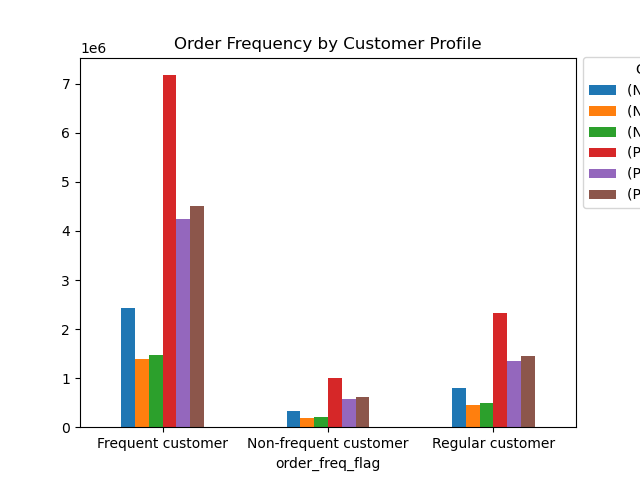 Order Frequency by Customer Profile
1e6
7
6
5
4
3
2
1
0
(N
(N
(N
(P
(P
(P
Frequent customer Non-frequent customer Regular customer
order_freq_flag